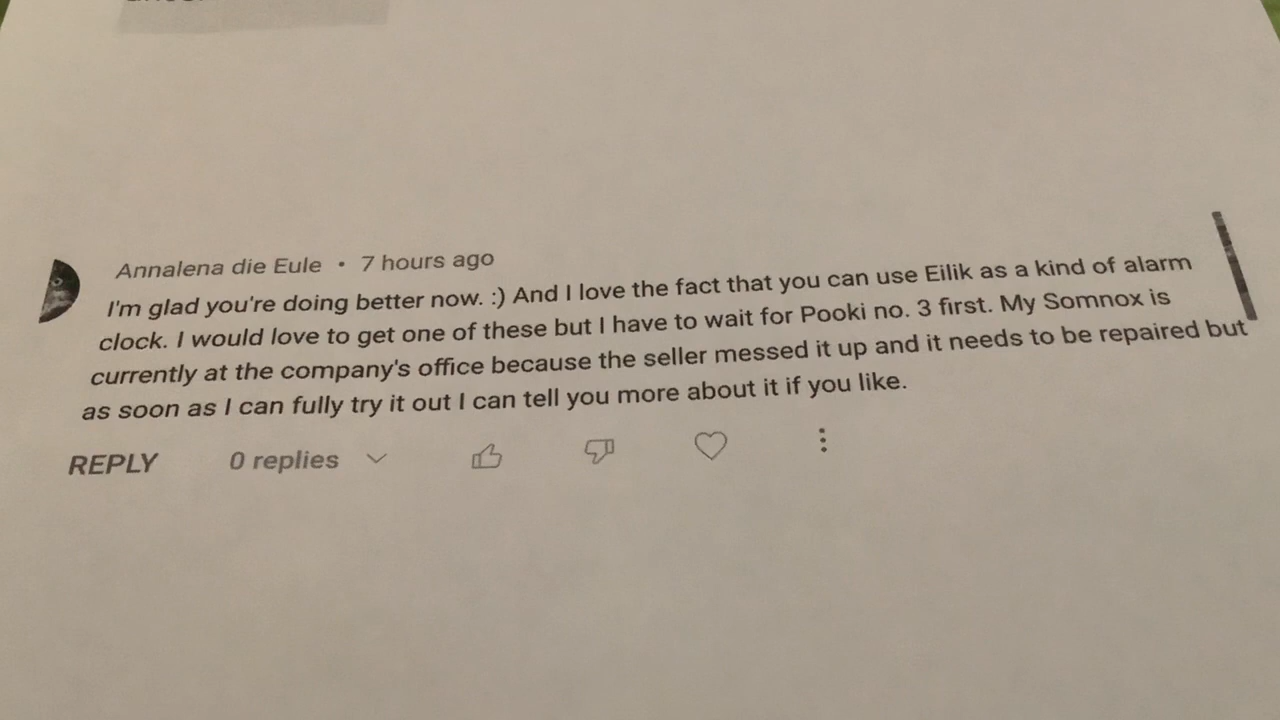 Annalena die Eule • 7 hours ago
I'm glad you're doing better now. :) And I love the fact that you can use Eilik as a kind of alarm
clock. I would love to get one of these but I have to wait for Pooki no. 3 first. My Somnox is
currently at the company's office because the seller messed it up and it needs to be repaired but
as soon as I can fully try it out I can tell you more about it if you like.
REPLY 0 replies